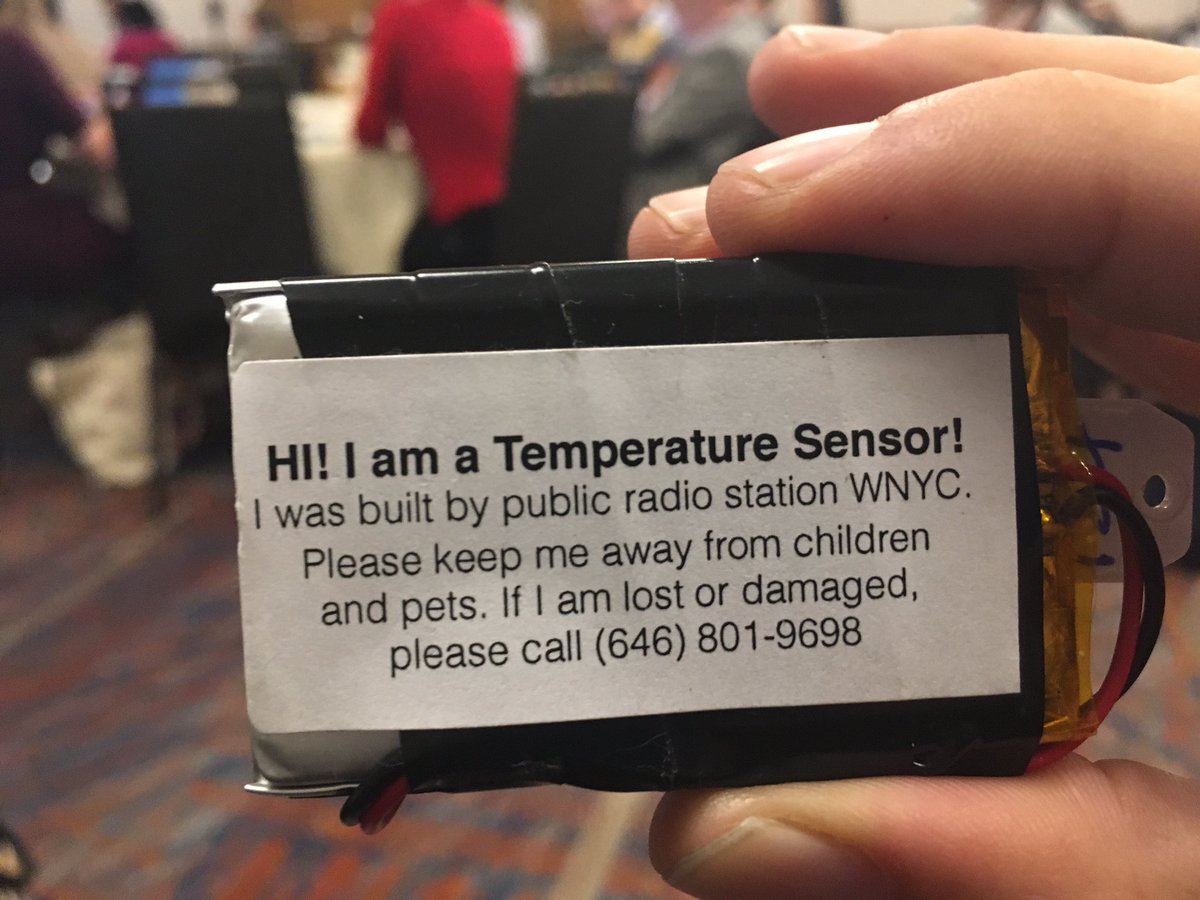 HI! I am a Temperature Sensor!
I was built by public radio station WNYC.
Please keep me away from children
and pets. If I am lost or damaged,
please call (646) 801-9698